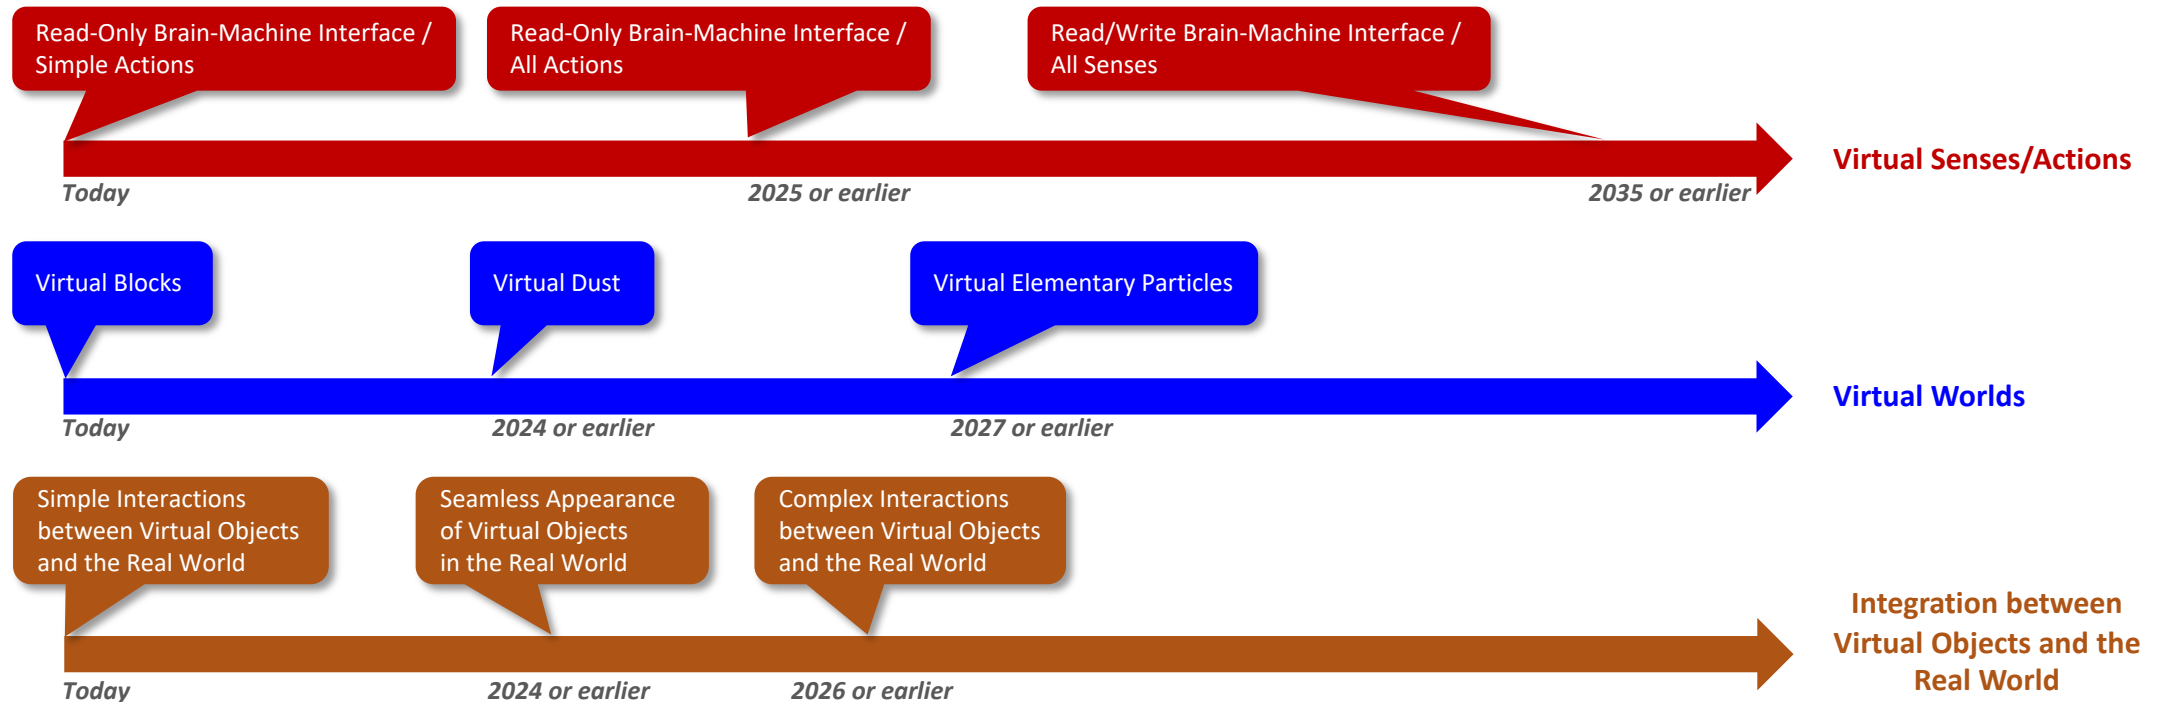 Read-Only Brain-Machine Interface /
Simple Actions
Read-Only Brain-Machine Interface /
All Actions
Read/Write Brain-Machine Interface /
All Senses
Virtual Senses/Actions
Today
2025 or earlier
2035 or earlier
Virtual Blocks
Virtual Dust
Virtual Elementary Particles
Virtual Worlds
Today
2024 or earlier
2027 or earlier
Simple Interactions
between Virtual Objects
and the Real World
Seamless Appearance
of Virtual Objects
in the Real World
Complex Interactions
between Virtual Objects
and the Real World
Integration between
Virtual Objects and the
Real World
Today
2024 or earlier
2026 or earlier